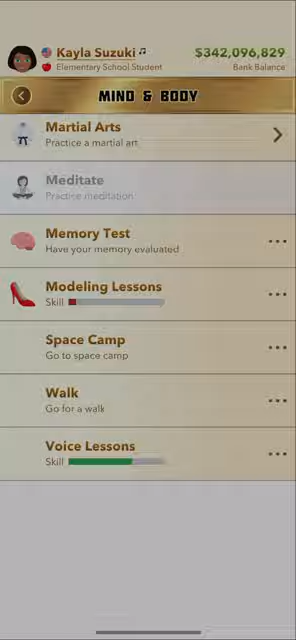 Kayla Suzuki
$342,096,829
Elementary School Student
Bank Balance
MIND & BODY
Martial Arts
Practice a martial art
Meditate
Practice meditation
Memory Test
Have your memory evaluated
Modeling Lessons
Skill
Space Camp
Go to space camp
Walk
Go for a walk
Voice Lessons
Skill